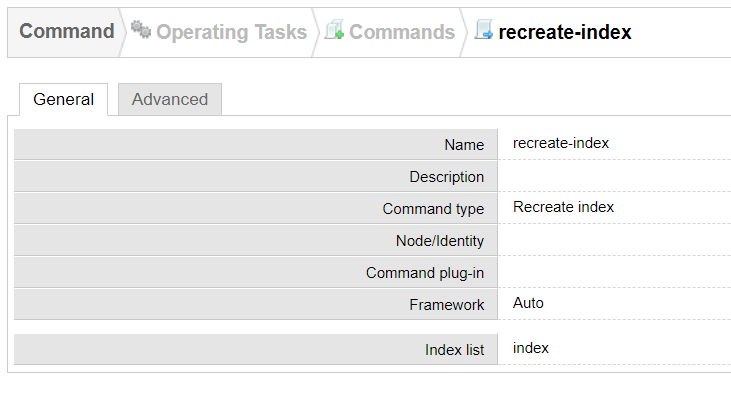 Command Operating Tasks Commands recreate-index
General Advanced
Name recreate-index
Description
Command type Recreate index
Node/Identity
Command plug-in
Framework Auto
Index list index